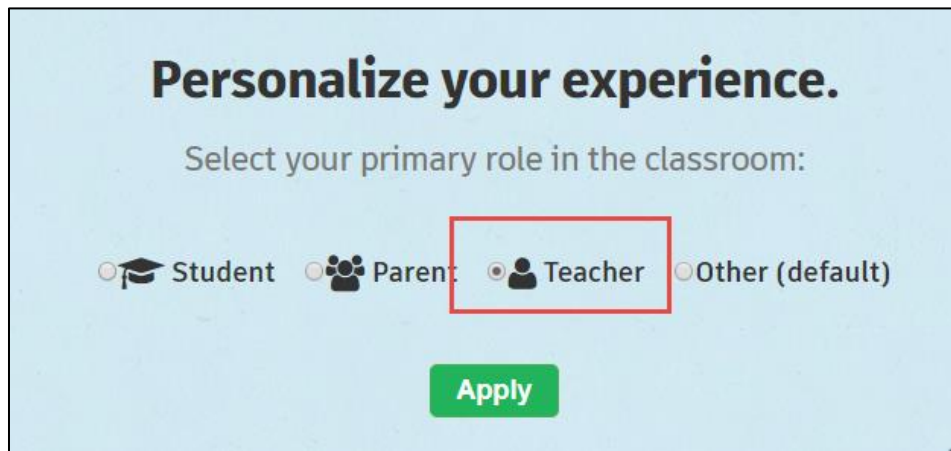 Personalize your experience.
Select your primary role in the classroom:
Student Parent Teacher Other (default)
Apply